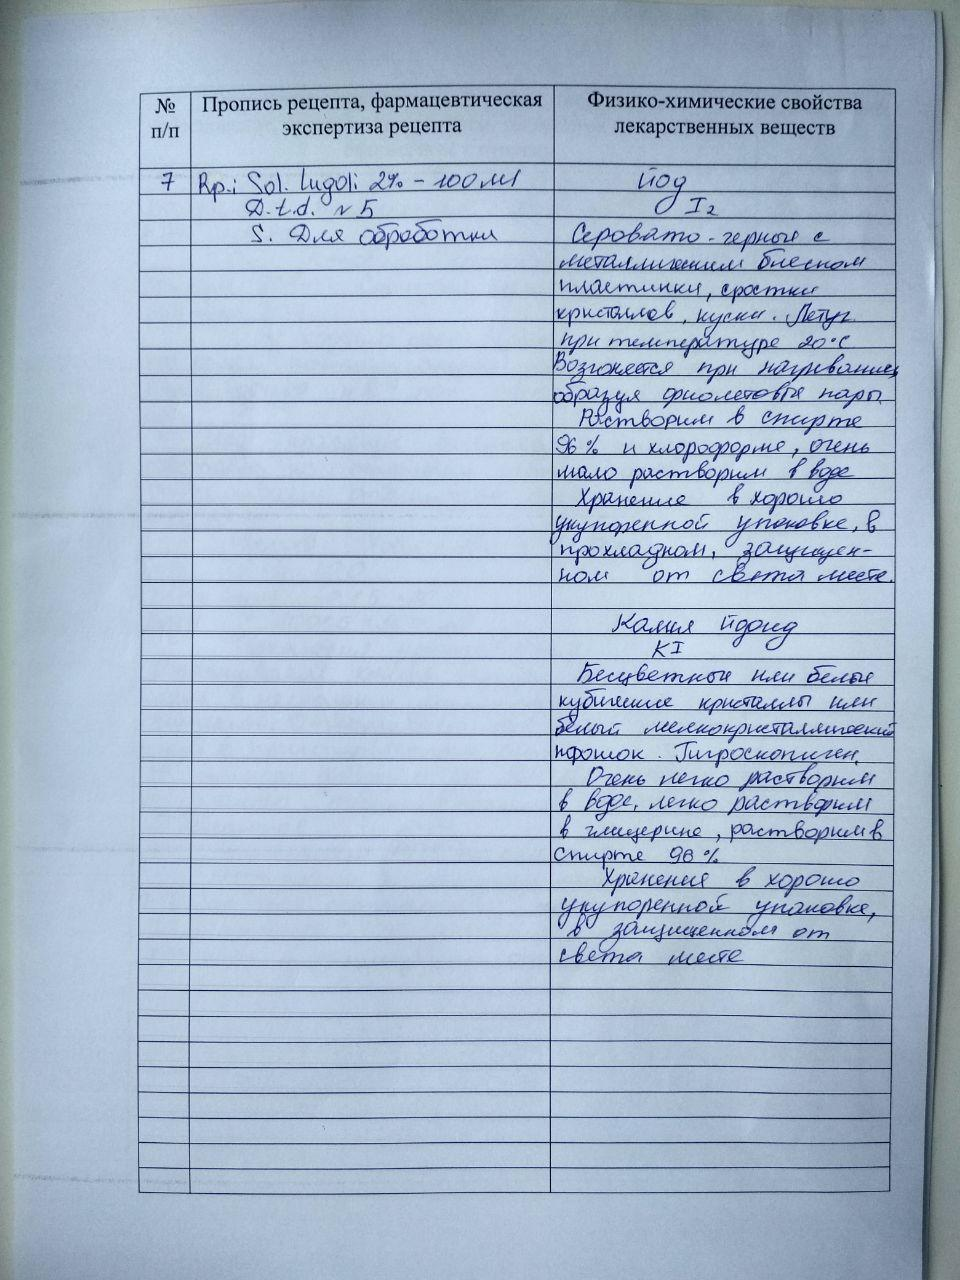 № п/п
Пропись рецепта, фармацевтическая
экспертиза рецепта
Физико-химические свойства
лекарственных веществ
7
Rp.: Sol. Lugoli 2% - 100 ml
D.t.d. N 5
S. Для обработки
Йод
I2
Серовато-черные с
металлическим блеском
пластинки, сростки
кристаллов, куски. Летуч
при температуре 20°C
Возгоняется при нагревании,
образуя фиолетовые пары.
Растворим в спирте
96% и хлороформе, очень
мало растворим в воде
Хранение в хорошо
укупоренной упаковке, в
прохладном, защищен-
ном от света месте.
Калия йодид
KI
Бесцветные или белые
кубические кристаллы или
белый мелкокристаллический
порошок. Гигроскопичен.
Очень легко растворим
в воде, легко растворим
в глицерине, растворим в
спирте 96%
Хранения в хорошо
укупоренной упаковке,
в защищенном от
света месте